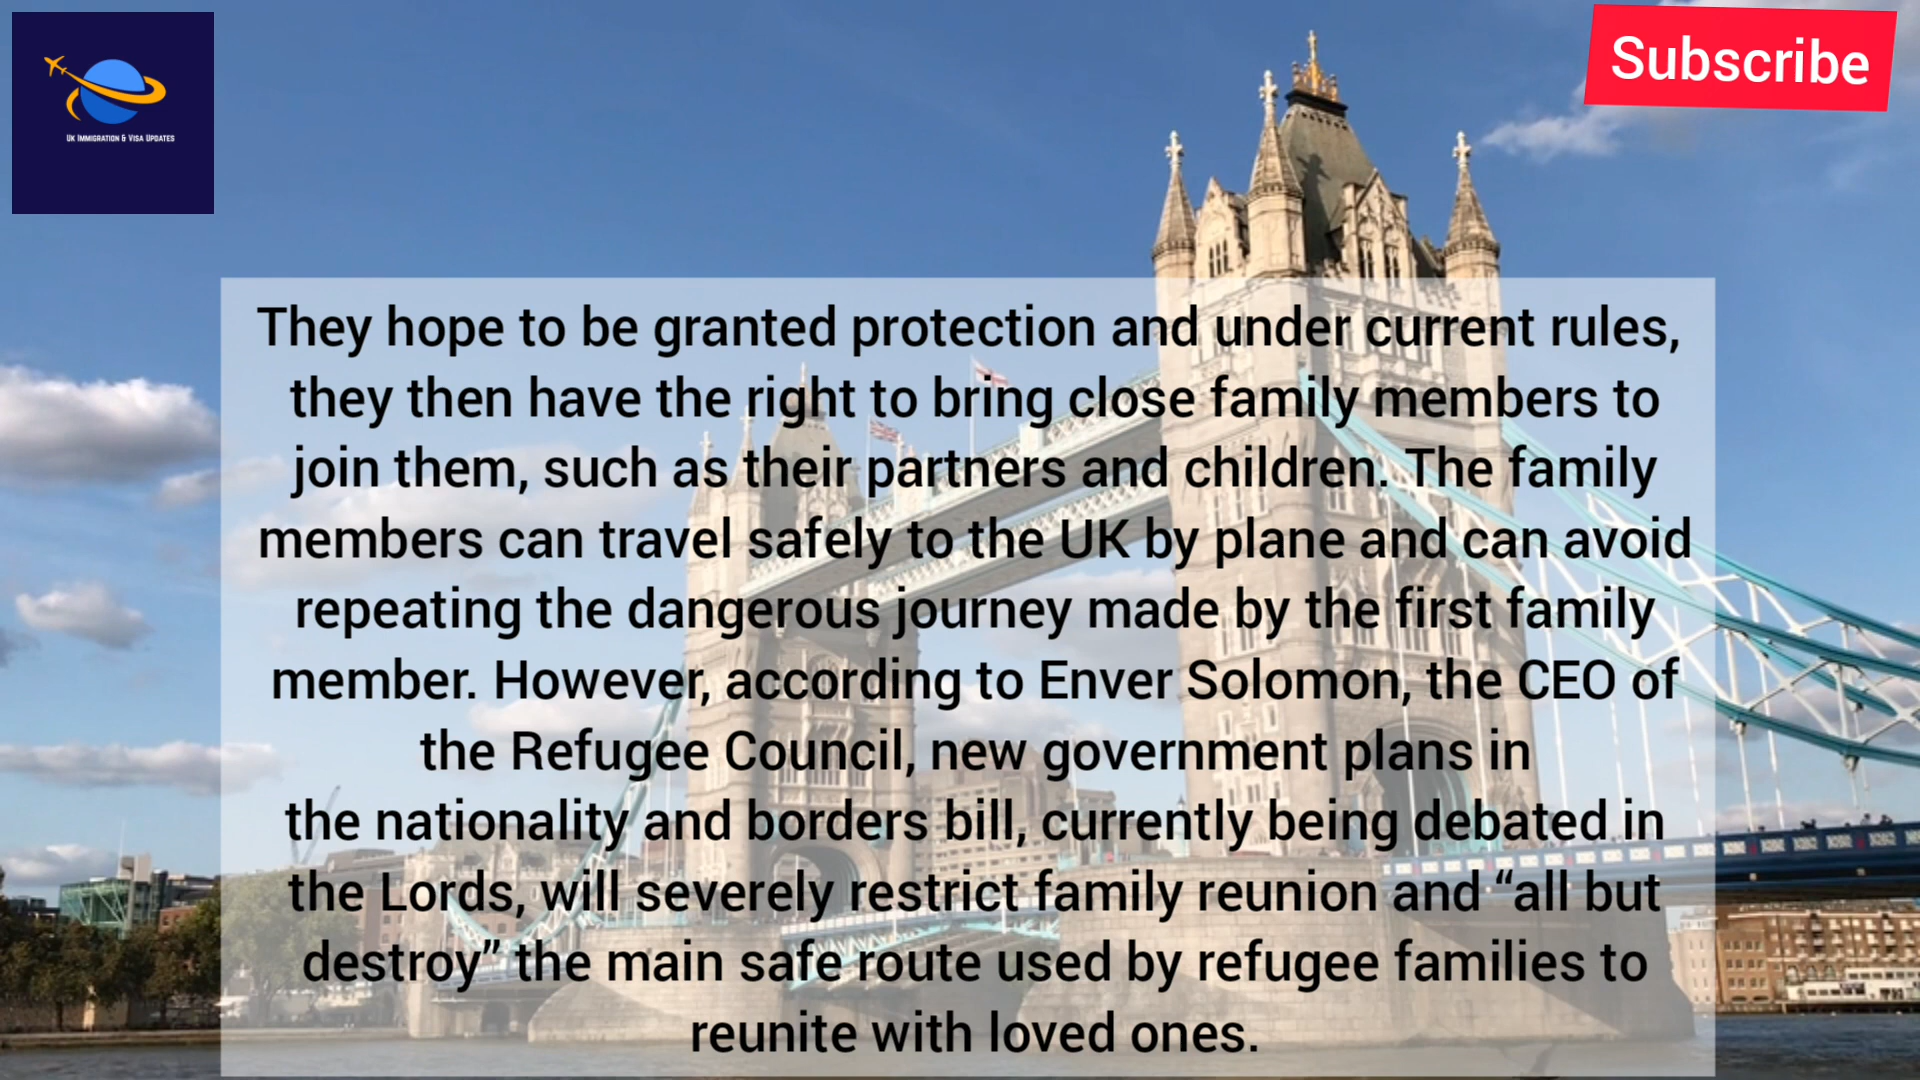 UK Immigration & Visa Updates
Subscribe
They hope to be granted protection and under current rules,
they then have the right to bring close family members to
join them, such as their partners and children. The family
members can travel safely to the UK by plane and can avoid
repeating the dangerous journey made by the first family
member. However, according to Enver Solomon, the CEO of
the Refugee Council, new government plans in
the nationality and borders bill, currently being debated in
the Lords, will severely restrict family reunion and “all but
destroy” the main safe route used by refugee families to
reunite with loved ones.